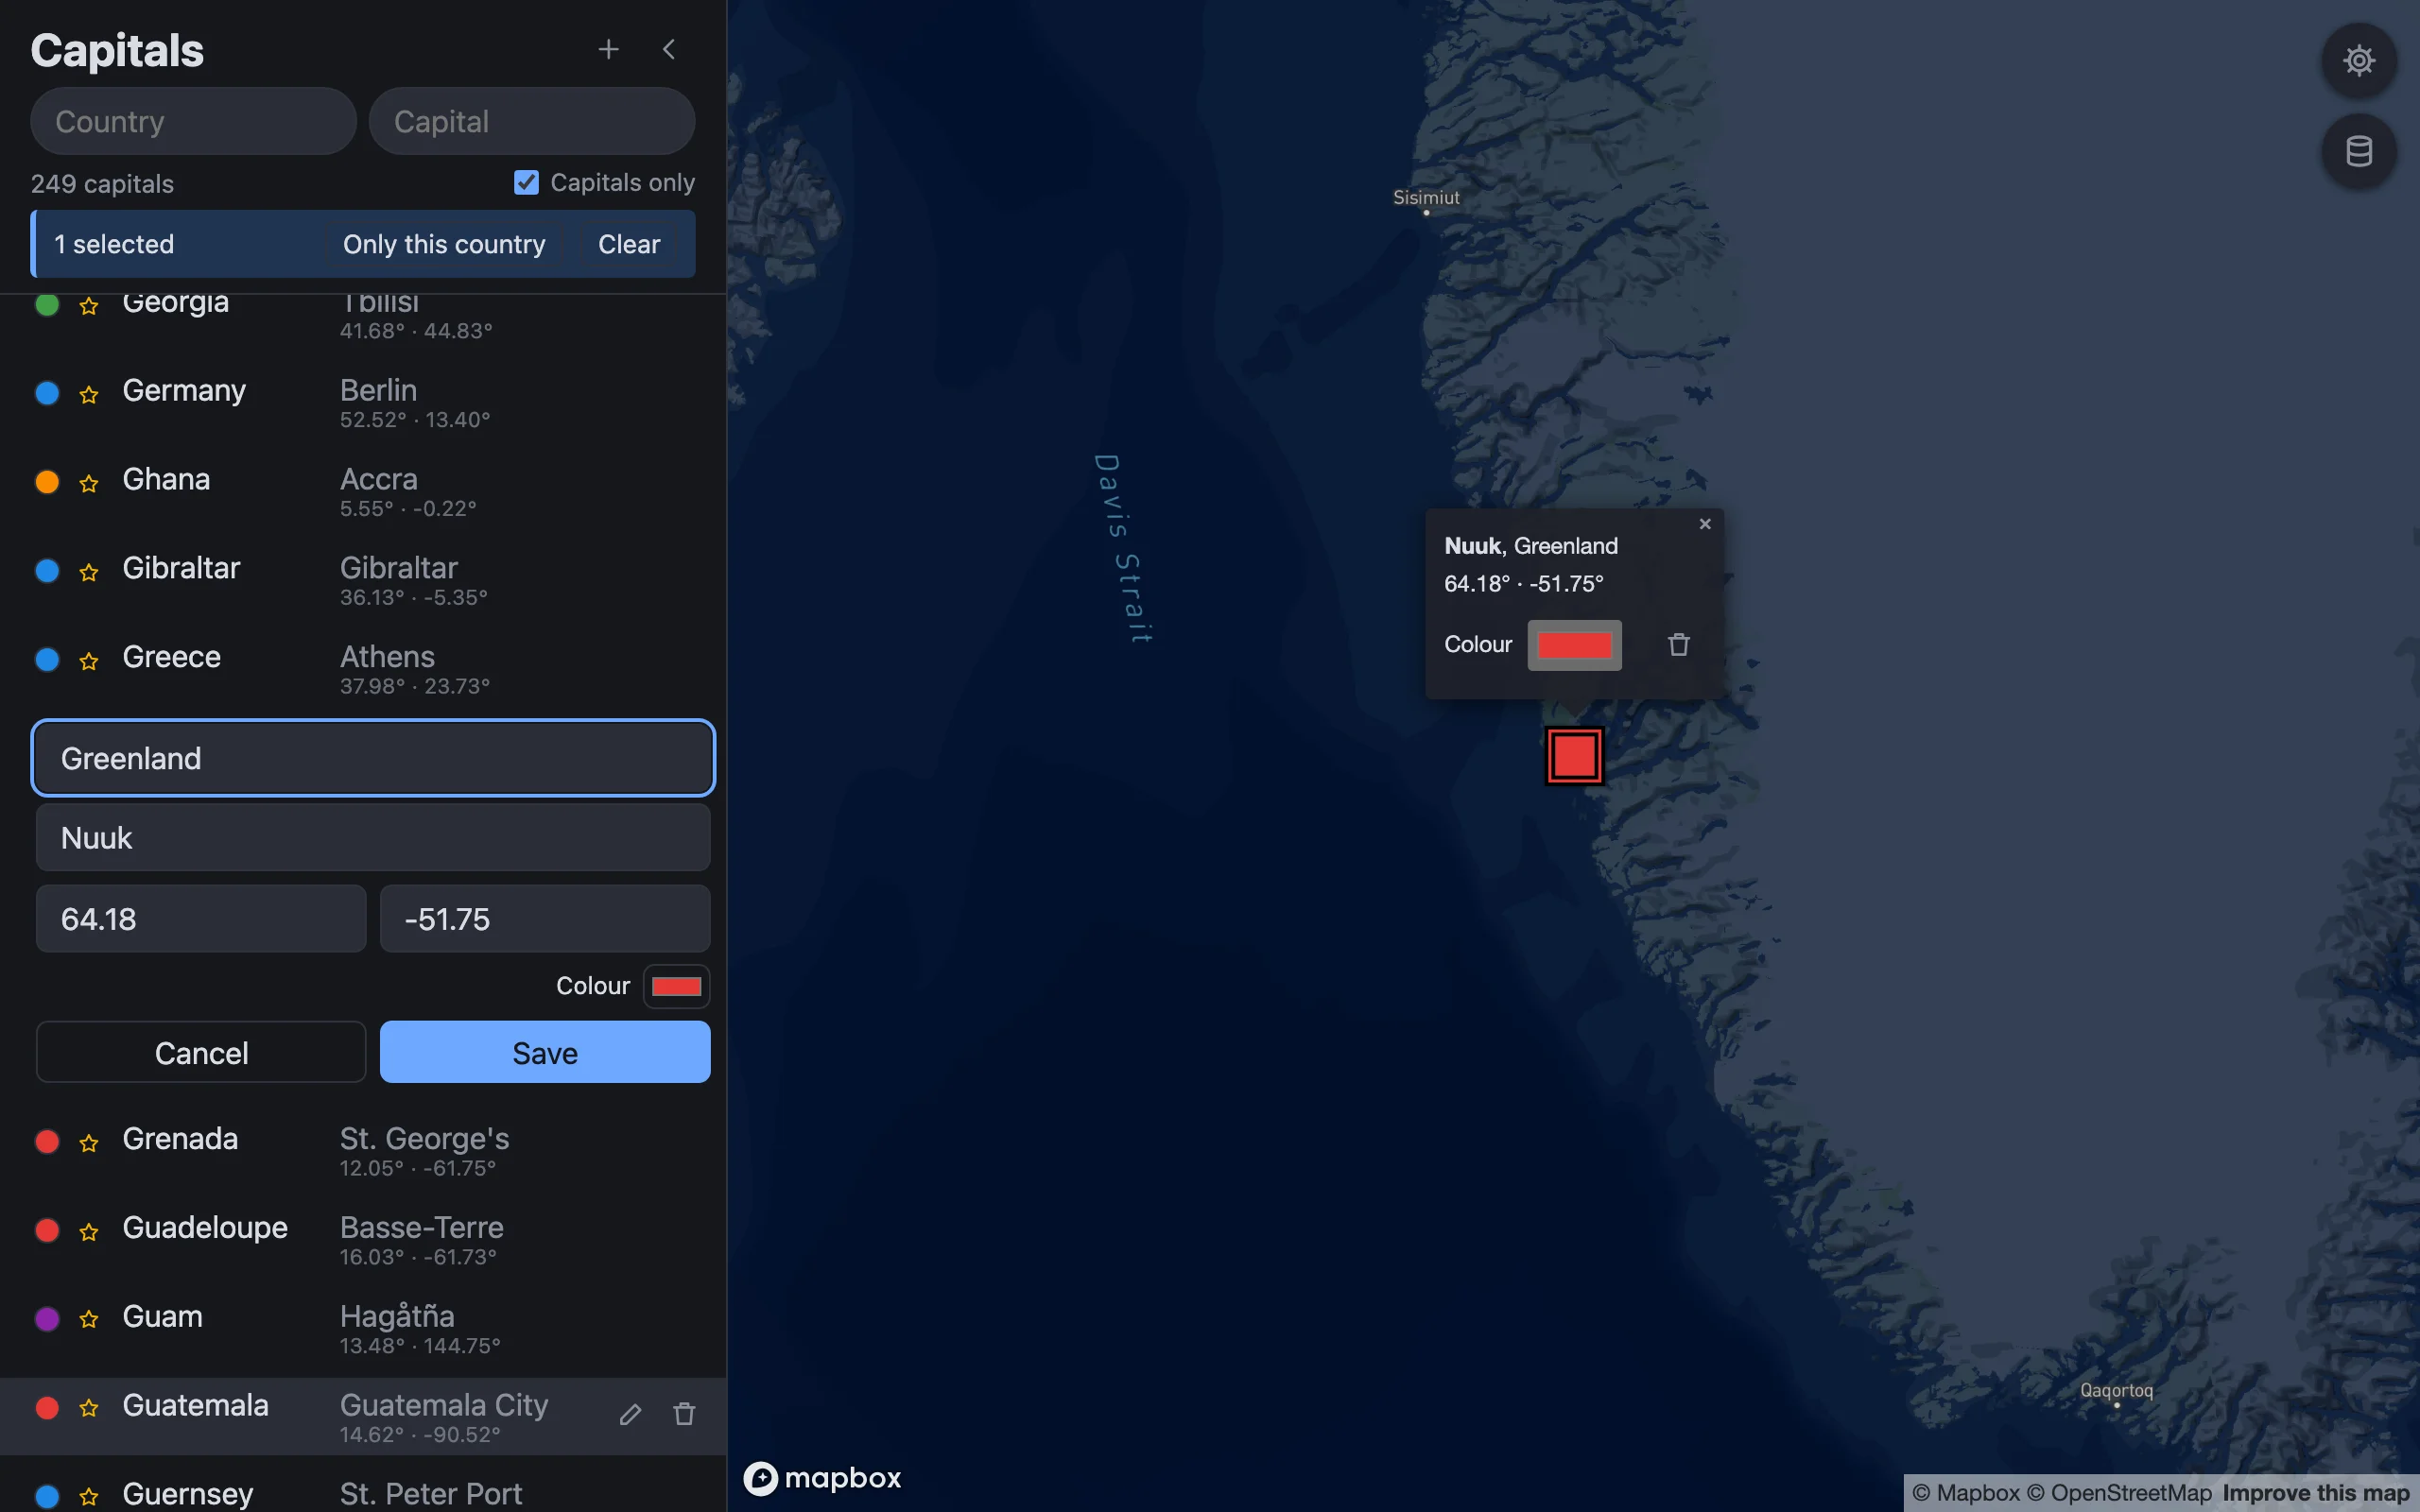 Capitals
Country
Capital
249 capitals
Capitals only
1 selected
Only this country
Clear
Georgia
Tbilisi
41.68° · 44.83°
Germany
Berlin
52.52° · 13.40°
Ghana
Accra
5.55° · -0.22°
Gibraltar
Gibraltar
36.13° · -5.35°
Greece
Athens
37.98° · 23.73°
Greenland
Nuuk
64.18
-51.75
Colour
Cancel
Save
Grenada
St. George's
12.05° · -61.75°
Guadeloupe
Basse-Terre
16.03° · -61.73°
Guam
Hagåtña
13.48° · 144.75°
Guatemala
Guatemala City
14.62° · -90.52°
Guernsey
St. Peter Port
Sisimiut
Davis Strait
Nuuk, Greenland
64.18° · -51.75°
Colour
Qaqortoq
mapbox
© Mapbox © OpenStreetMap Improve this map